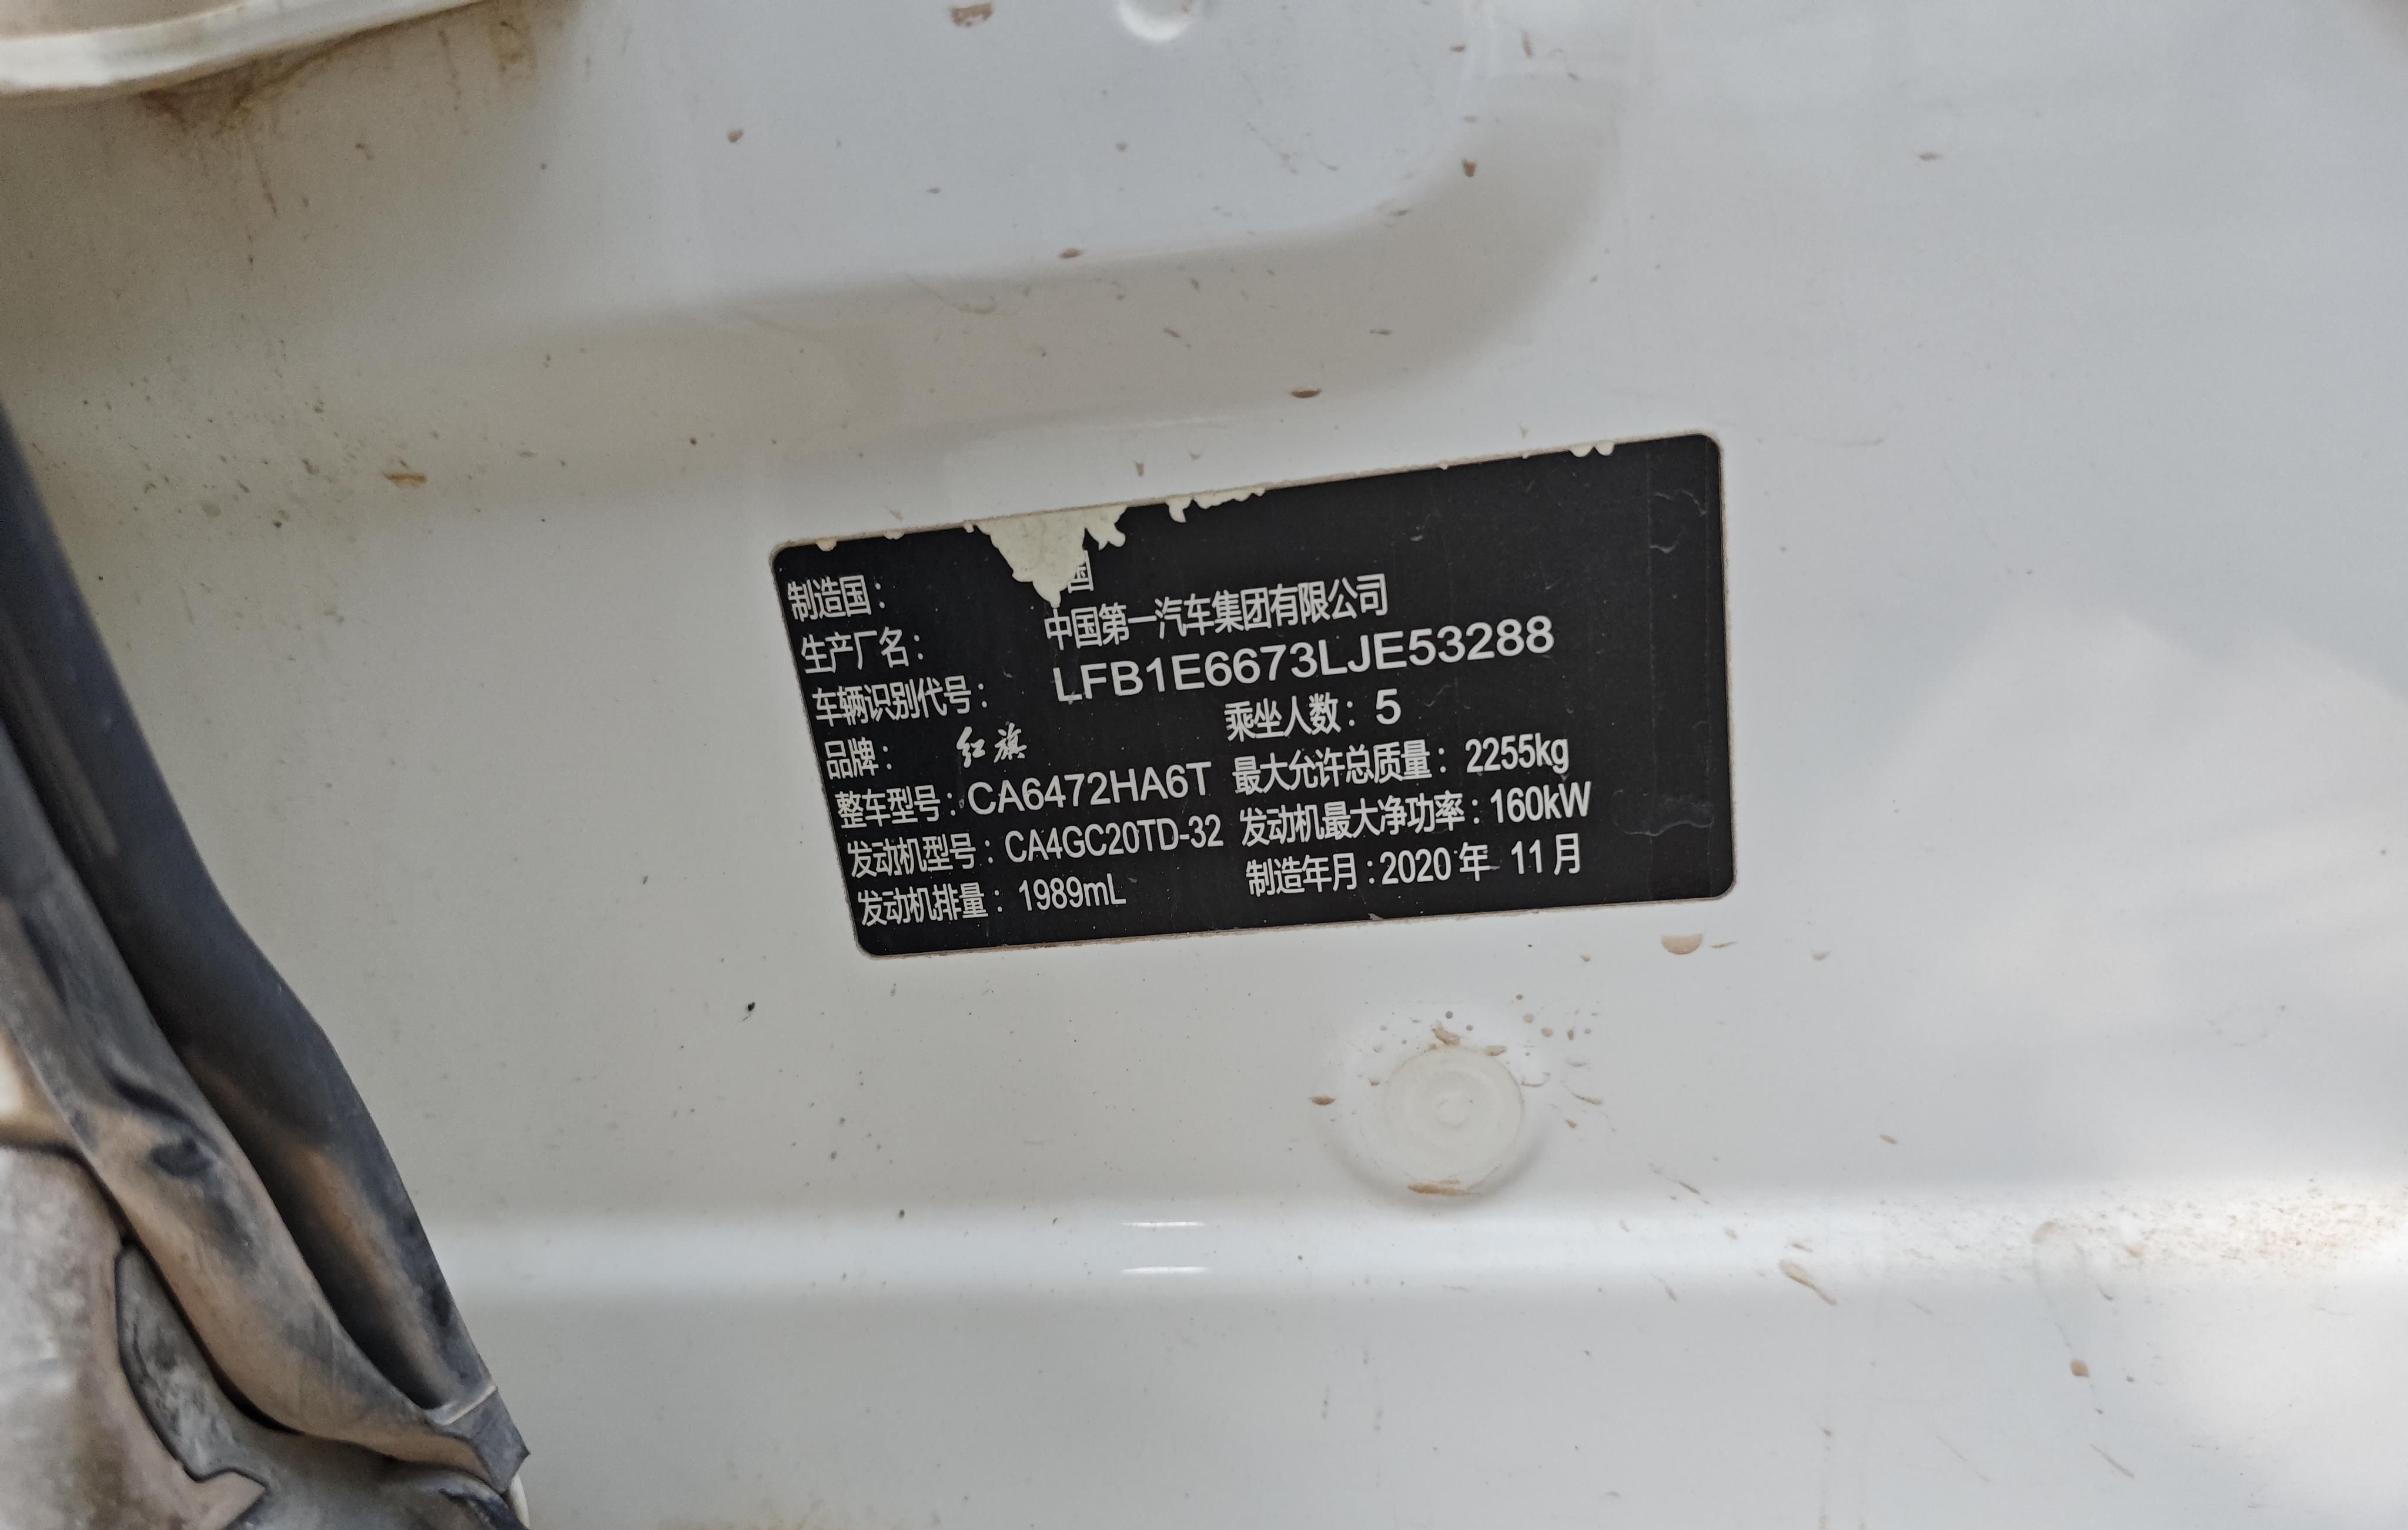 制造国： 国
生产厂名： 中国第一汽车集团有限公司
车辆识别代号： LFB1E6673LJE53288
品牌： 红旗 乘坐人数：5
整车型号：CA6472HA6T 最大允许总质量：2255kg
发动机型号：CA4GC20TD-32 发动机最大净功率：160kW
发动机排量：1989mL 制造年月：2020年 11月